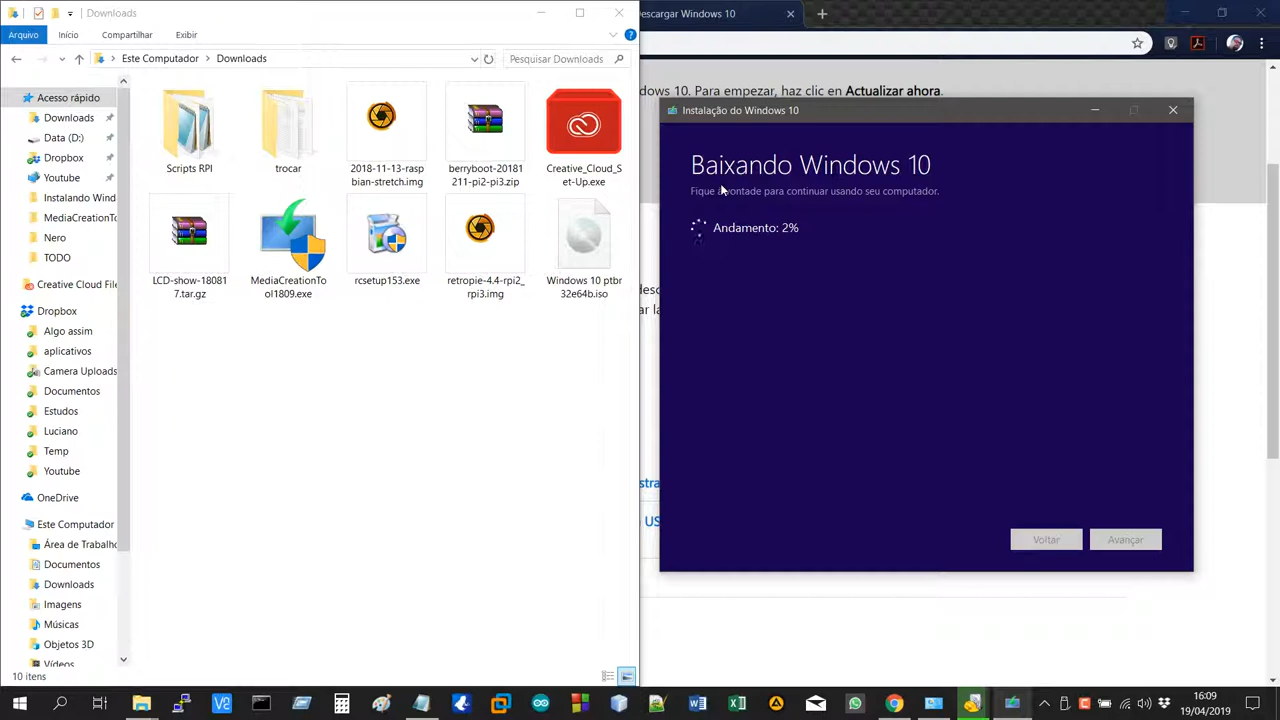 Downloads
Arquivo Início Compartilhar Exibir
Este Computador Downloads
Pesquisar Downloads
Acesso rápido
Downloads
Data (D:)
Dropbox
Youtube
Instalando Wind
MediaCreationTo
Nero
TODO
Creative Cloud File
Dropbox
Algo assim
aplicativos
Camera Uploads
Documentos
Estudos
Luciano
Temp
Youtube
OneDrive
Este Computador
Área de Trabalho
Documentos
Downloads
Imagens
Músicas
Objetos 3D
Vídeos
Scripts RPI
trocar
2018-11-13-rasp
bian-stretch.img
berryboot-20181
211-pi2-pi3.zip
Creative_Cloud_S
et-Up.exe
LCD-show-18081
7.tar.gz
MediaCreationTo
ol1809.exe
rcsetup153.exe
retropie-4.4-rpi2_
rpi3.img
Windows 10 ptbr
32e64b.iso
10 itens
escargar Windows 10
dows 10. Para empezar, haz clic en Actualizar ahora.
Instalação do Windows 10
Baixando Windows 10
Fique à vontade para continuar usando seu computador.
Andamento: 2%
desc
ar la
stra
US
Voltar Avançar
19/04/2019